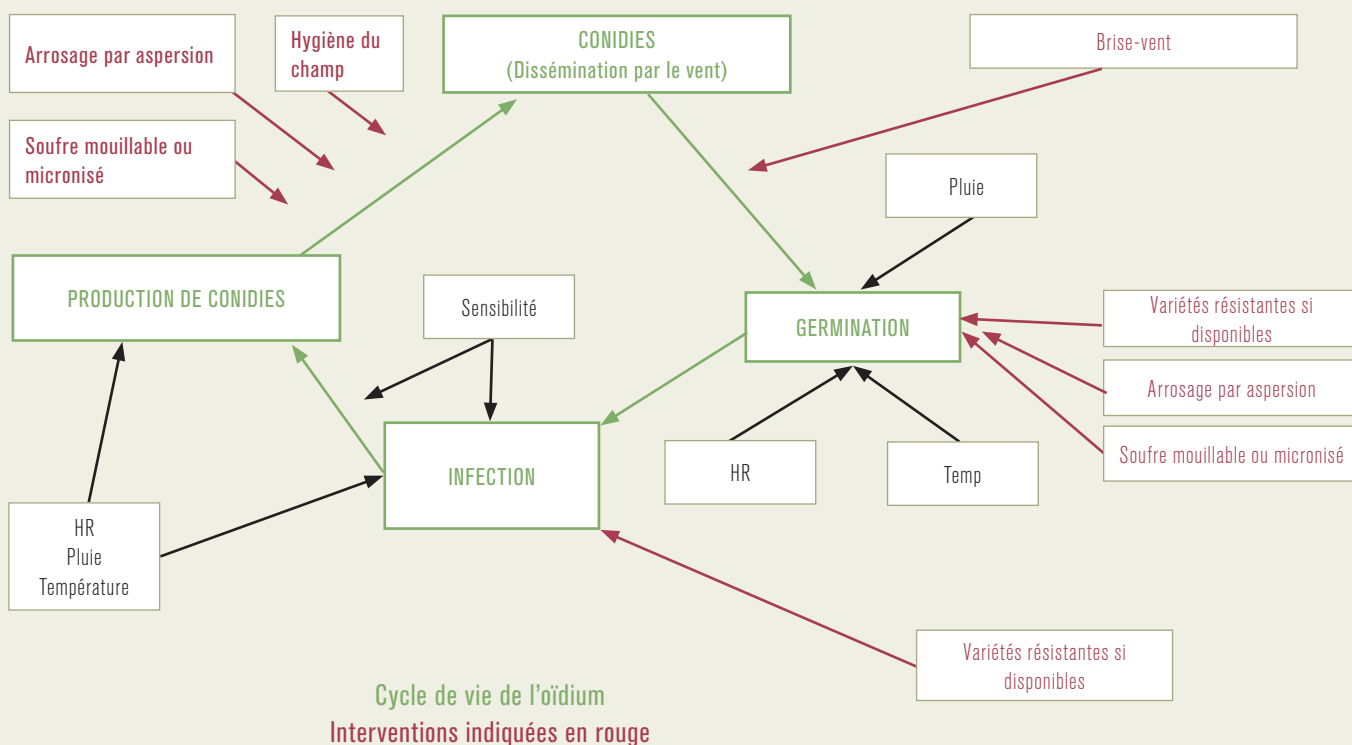 Arrosage par aspersion
Hygiène du
champ
CONIDIES
(Dissémination par le vent)
Brise-vent
Soufre mouillable ou
micronisé
Pluie
PRODUCTION DE CONIDIES
Sensibilité
GERMINATION
Variétés résistantes si
disponibles
Arrosage par aspersion
Soufre mouillable ou micronisé
INFECTION
HR
Temp
HR
Pluie
Température
Variétés résistantes si
disponibles
Cycle de vie de l'oïdium
Interventions indiquées en rouge